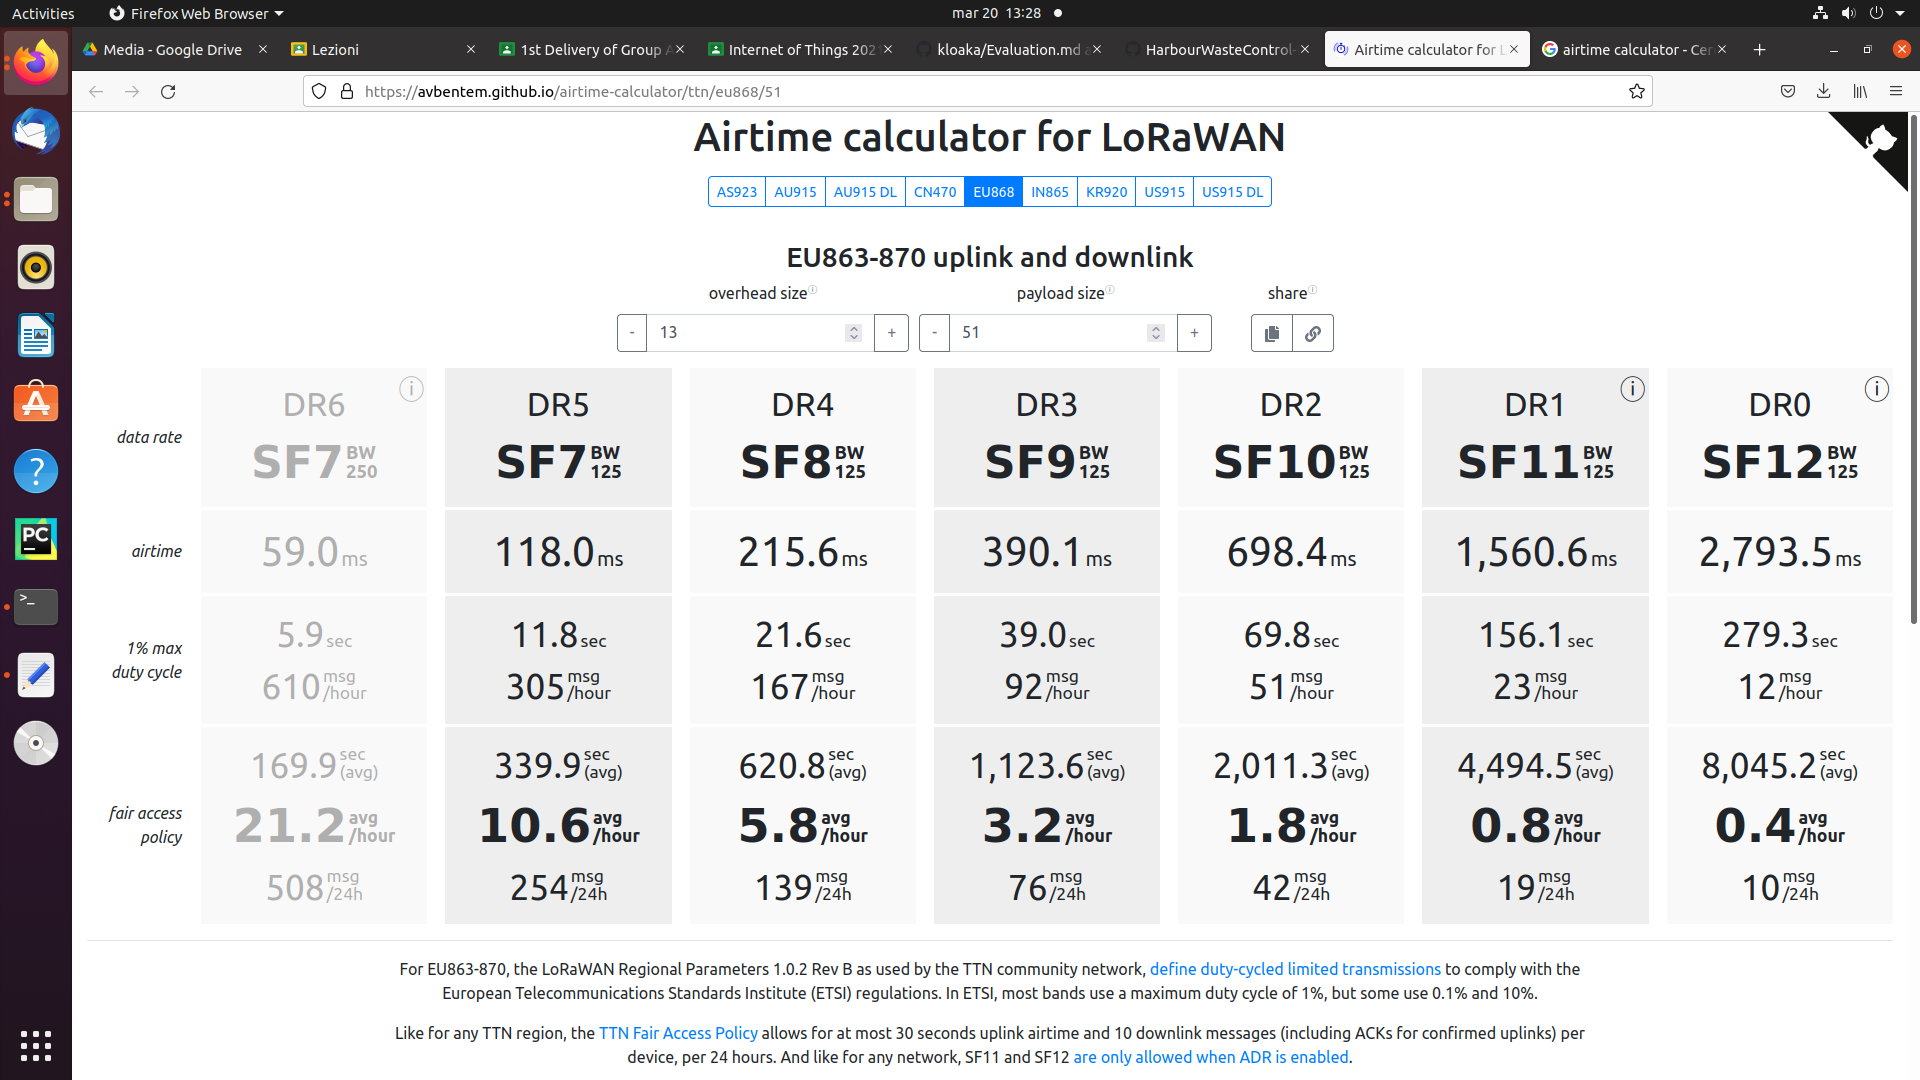 Activities Firefox Web Browser mar 20 13:28
Media - Google Drive Lezioni 1st Delivery of Group A Internet of Things 202 kloaka/Evaluation.md a HarbourWasteControl- Airtime calculator for L airtime calculator - Cer
https://avbentem.github.io/airtime-calculator/ttn/eu868/51
Airtime calculator for LoRaWAN
AS923 AU915 AU915 DL CN470 EU868 IN865 KR920 US915 US915 DL
EU863-870 uplink and downlink
overhead size payload size share
- 13 + - 51 +
data rate
DR6 SF7 BW 250
DR5 SF7 BW 125
DR4 SF8 BW 125
DR3 SF9 BW 125
DR2 SF10 BW 125
DR1 SF11 BW 125
DR0 SF12 BW 125
airtime 59.0 ms 118.0 ms 215.6 ms 390.1 ms 698.4 ms 1,560.6 ms 2,793.5 ms
1% max duty cycle
5.9 sec 11.8 sec 21.6 sec 39.0 sec 69.8 sec 156.1 sec 279.3 sec
610 msg/hour 305 msg/hour 167 msg/hour 92 msg/hour 51 msg/hour 23 msg/hour 12 msg/hour
fair access policy
169.9 sec (avg) 339.9 sec (avg) 620.8 sec (avg) 1,123.6 sec (avg) 2,011.3 sec (avg) 4,494.5 sec (avg) 8,045.2 sec (avg)
21.2 avg/hour 10.6 avg/hour 5.8 avg/hour 3.2 avg/hour 1.8 avg/hour 0.8 avg/hour 0.4 avg/hour
508 msg/24h 254 msg/24h 139 msg/24h 76 msg/24h 42 msg/24h 19 msg/24h 10 msg/24h
For EU863-870, the LoRaWAN Regional Parameters 1.0.2 Rev B as used by the TTN community network, define duty-cycled limited transmissions to comply with the
European Telecommunications Standards Institute (ETSI) regulations. In ETSI, most bands use a maximum duty cycle of 1%, but some use 0.1% and 10%.
Like for any TTN region, the TTN Fair Access Policy allows for at most 30 seconds uplink airtime and 10 downlink messages (including ACKs for confirmed uplinks) per
device, per 24 hours. And like for any network, SF11 and SF12 are only allowed when ADR is enabled.